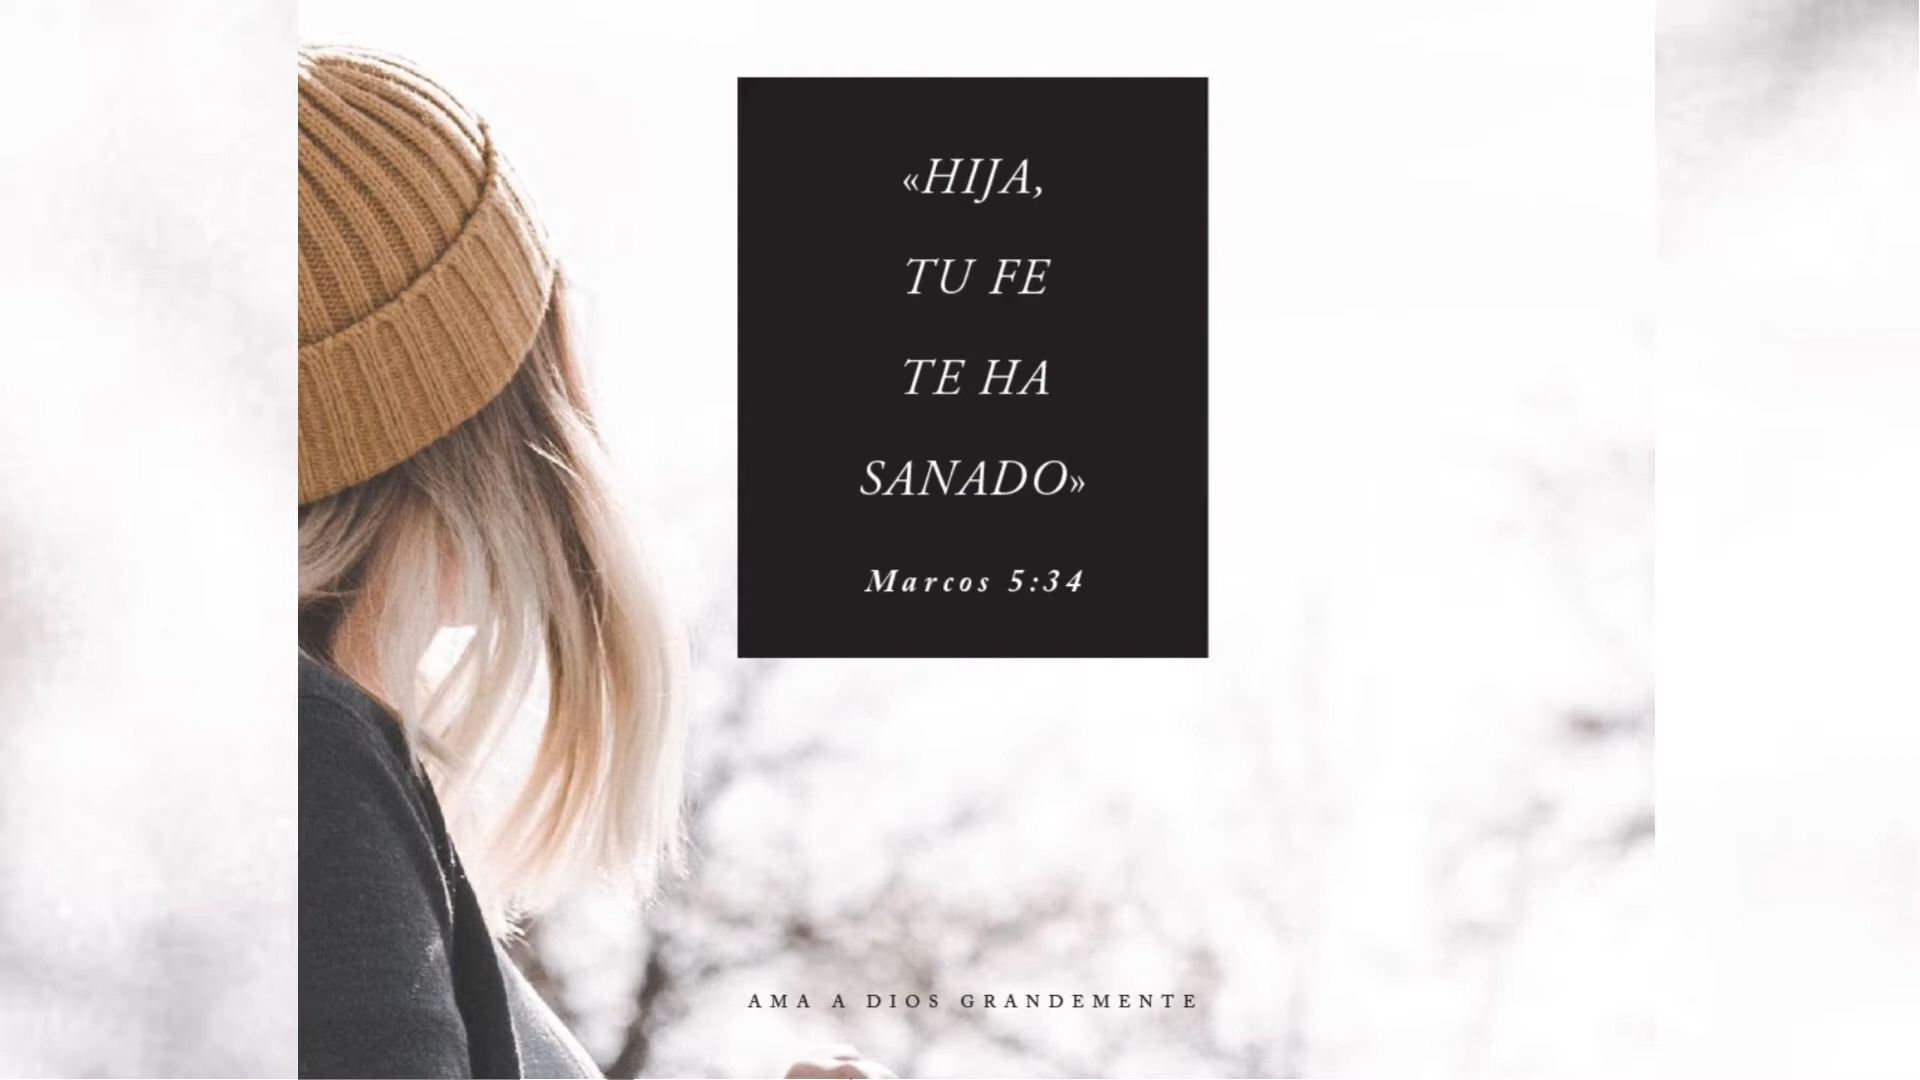 «HIJA,
TU FE
TE HA
SANADO»
Marcos 5:34
AMA A DIOS GRANDEMENTE